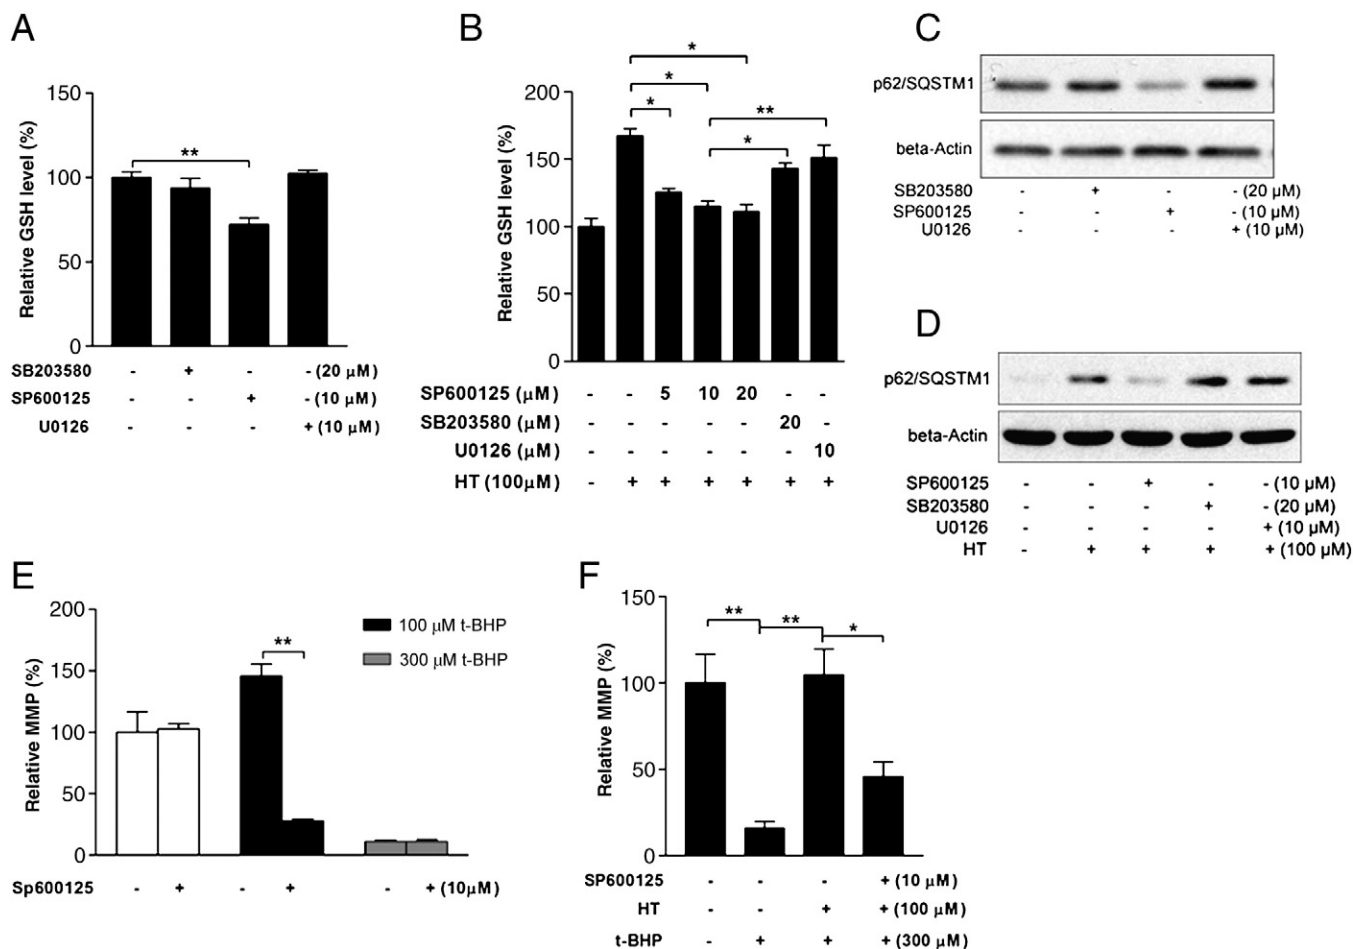 A
Relative GSH level (%)
150
100
50
0
**
SB203580 - + - - (20 μM)
SP600125 - - + - (10 μM)
U0126 - - - + (10 μM)
B
Relative GSH level (%)
200
150
100
50
0
*
*
*
**
*
SP600125 (μM) - - 5 10 20 - -
SB203580 (μM) - - - - - 20 -
U0126 (μM) - - - - - - 10
HT (100μM) - + + + + + +
C
p62/SQSTM1
beta-Actin
SB203580 - + - - (20 μM)
SP600125 - - + - (10 μM)
U0126 - - - + (10 μM)
D
p62/SQSTM1
beta-Actin
SP600125 - - + - - (10 μM)
SB203580 - - - + - (20 μM)
U0126 - - - - + (10 μM)
HT - + + + + (100 μM)
E
Relative MMP (%)
200
150
100
50
0
**
100 μM t-BHP
300 μM t-BHP
Sp600125 - + - + - + (10μM)
F
Relative MMP (%)
150
100
50
0
**
**
*
SP600125 - - - + (10 μM)
HT - - + + (100 μM)
t-BHP - + + + (300 μM)